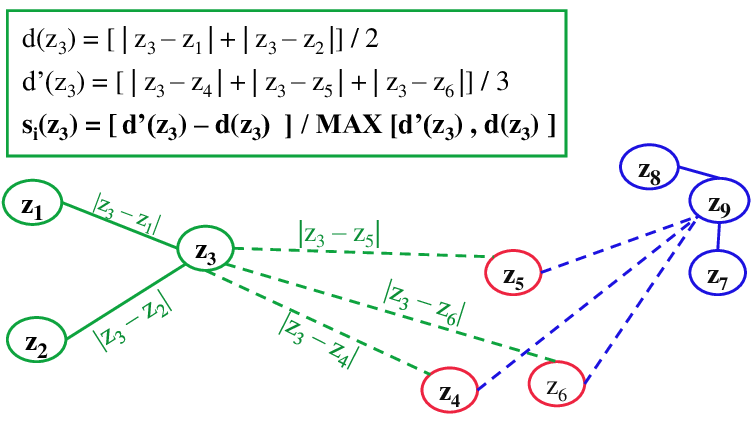 d(z₃) = [ | z₃ – z₁ | + | z₃ – z₂ |] / 2
d’(z₃) = [ | z₃ – z₄ | + | z₃ – z₅ | + | z₃ – z₆ |] / 3
sᵢ(z₃) = [ d’(z₃) – d(z₃) ] / MAX [d’(z₃) , d(z₃) ]
z₈
z₁
|z₃ – z₁|
z₉
|z₃ – z₅|
z₃
z₅
z₇
|z₃ – z₆|
|z₃ – z₂|
|z₃ – z₄|
z₂
z₄
z₆